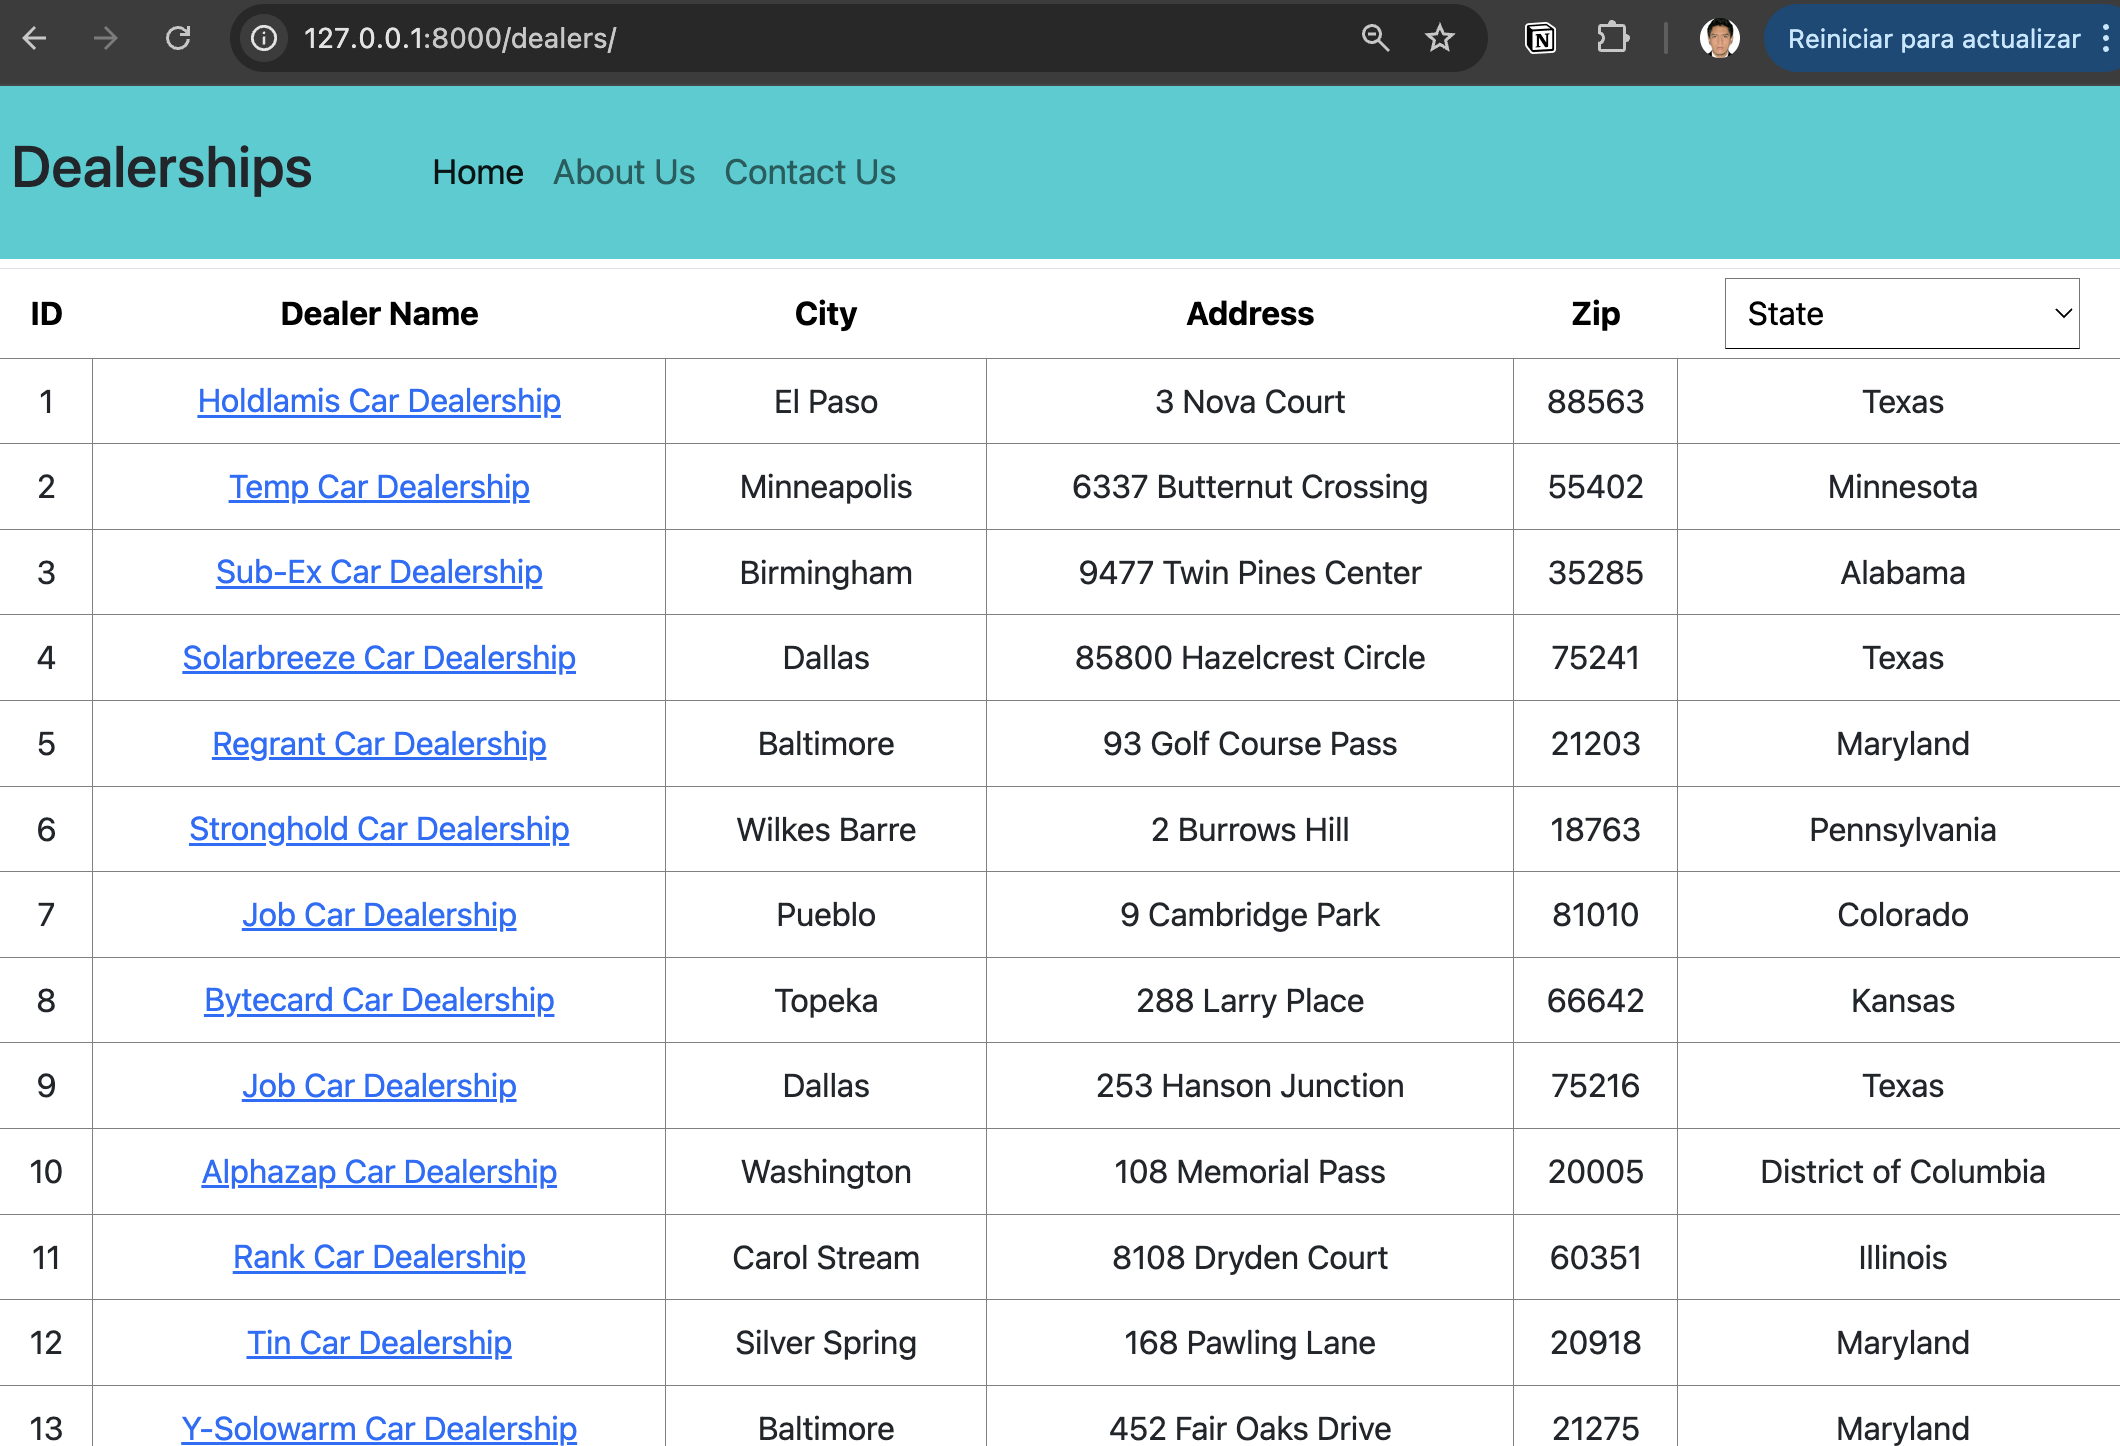 127.0.0.1:8000/dealers/ Reiniciar para actualizar
Dealerships Home About Us Contact Us
ID Dealer Name City Address Zip State
1 Holdlamis Car Dealership El Paso 3 Nova Court 88563 Texas
2 Temp Car Dealership Minneapolis 6337 Butternut Crossing 55402 Minnesota
3 Sub-Ex Car Dealership Birmingham 9477 Twin Pines Center 35285 Alabama
4 Solarbreeze Car Dealership Dallas 85800 Hazelcrest Circle 75241 Texas
5 Regrant Car Dealership Baltimore 93 Golf Course Pass 21203 Maryland
6 Stronghold Car Dealership Wilkes Barre 2 Burrows Hill 18763 Pennsylvania
7 Job Car Dealership Pueblo 9 Cambridge Park 81010 Colorado
8 Bytecard Car Dealership Topeka 288 Larry Place 66642 Kansas
9 Job Car Dealership Dallas 253 Hanson Junction 75216 Texas
10 Alphazap Car Dealership Washington 108 Memorial Pass 20005 District of Columbia
11 Rank Car Dealership Carol Stream 8108 Dryden Court 60351 Illinois
12 Tin Car Dealership Silver Spring 168 Pawling Lane 20918 Maryland
13 Y-Solowarm Car Dealership Baltimore 452 Fair Oaks Drive 21275 Maryland